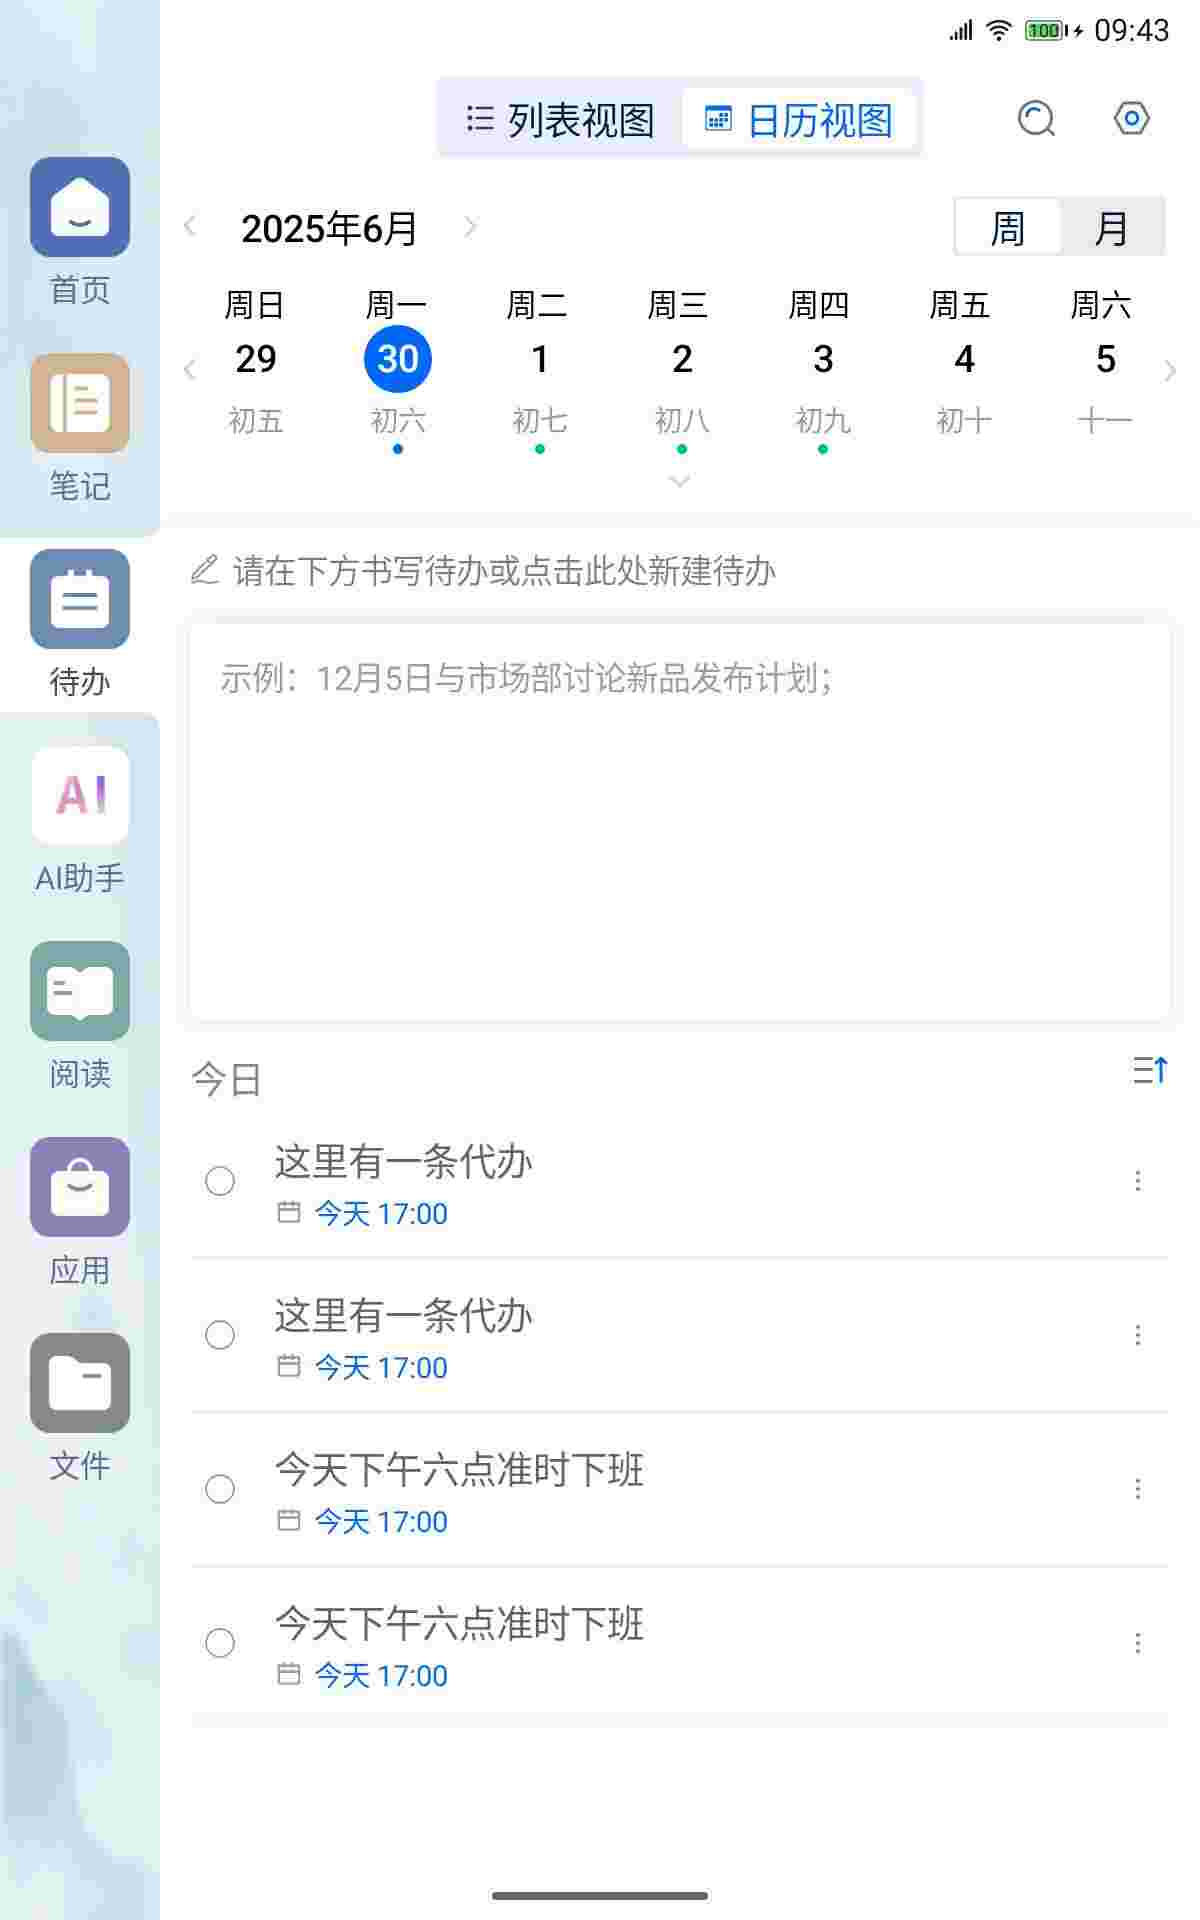 100 09:43
列表视图 日历视图
2025年6月 周 月
周日 周一 周二 周三 周四 周五 周六
29 30 1 2 3 4 5
初五 初六 初七 初八 初九 初十 十一
请在下方书写待办或点击此处新建待办
示例：12月5日与市场部讨论新品发布计划；
今日
这里有一条代办
今天 17:00
这里有一条代办
今天 17:00
今天下午六点准时下班
今天 17:00
今天下午六点准时下班
今天 17:00
首页
笔记
待办
AI
AI助手
阅读
应用
文件